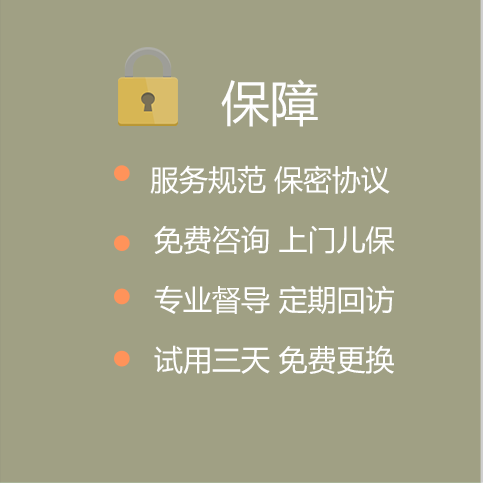 保障
服务规范 保密协议
免费咨询 上门儿保
专业督导 定期回访
试用三天 免费更换